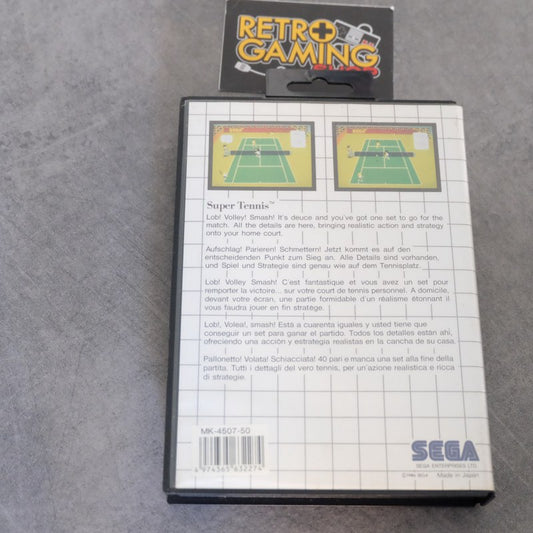 RETRO
GAMING
SHOP
Super Tennis™
Lob! Volley! Smash! It's deuce and you've got one set to go for the
match. All the details are here, bringing realistic action and strategy
onto your home court.
Aufschlag! Parieren! Schmettern! Jetzt kommt es auf den
entscheidenden Punkt zum Sieg an. Alle Details sind vorhanden,
und Spiel und Strategie sind genau wie auf dem Tennisplatz.
Lob! Volley Smash! C'est fantastique et vous avez un set pour
remporter la victoire... sur votre court de tennis personnel. A domicile,
devant votre écran, une partie formidable d'un réalisme étonnant il
vous faudra jouer en fin stratège.
Lob!, Volea!, smash! Está a cuarenta iguales y usted tiene que
conseguir un set para ganar el partido. Todos los detalles están ahí,
ofreciendo una acción y estrategia realistas en la cancha de su casa.
Pallonetto! Volata! Schiacciata! 40 pari e manca una set alla fine della
partita. Tutti i dettagli del vero tennis, per un'azione realistica e ricca
di strategie.
MK-4507-50
4 974365 632274
SEGA
SEGA ENTERPRISES LTD.
©1986 SEGA Made in Japan